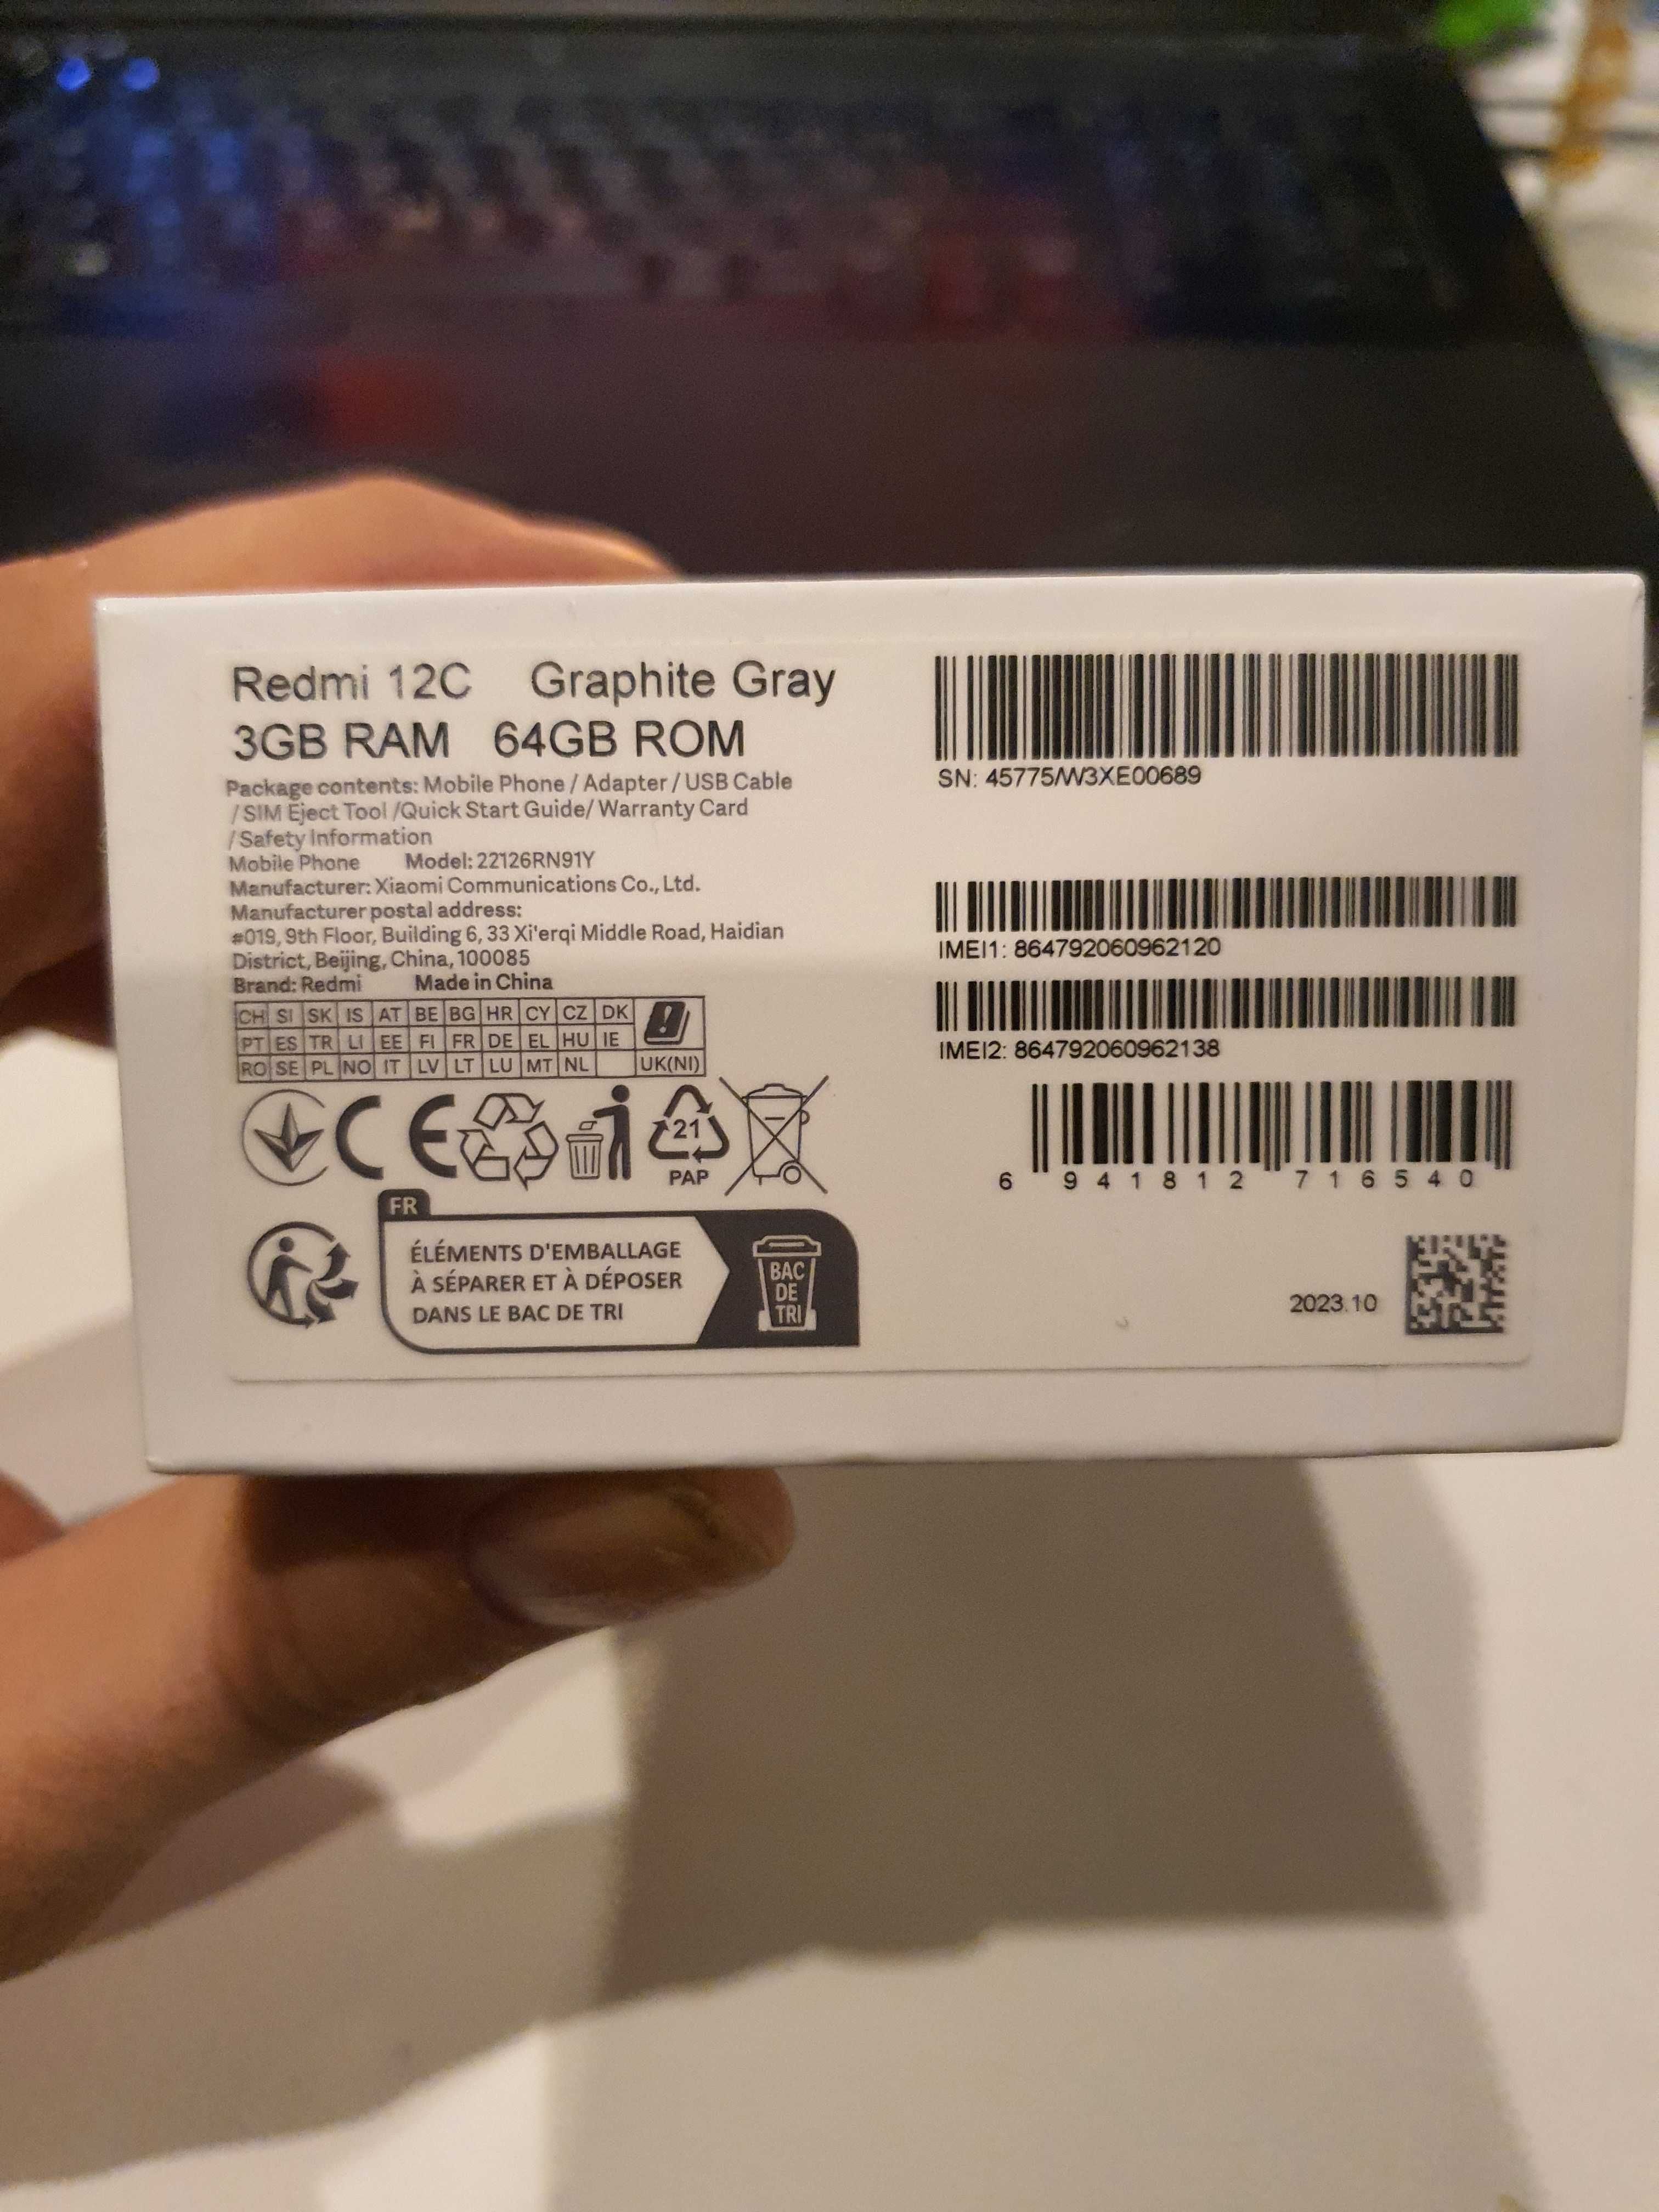 Redmi 12C Graphite Gray
3GB RAM 64GB ROM
Package contents: Mobile Phone / Adapter / USB Cable
/ SIM Eject Tool /Quick Start Guide/ Warranty Card
/ Safety Information
Mobile Phone Model: 22126RN91Y
Manufacturer: Xiaomi Communications Co., Ltd.
Manufacturer postal address:
#019, 9th Floor, Building 6, 33 Xi'erqi Middle Road, Haidian
District, Beijing, China, 100085
Brand: Redmi Made in China
CH SI SK IS AT BE BG HR CY CZ DK
PT ES TR LI EE FI FR DE EL HU IE
RO SE PL NO IT LV LT LU MT NL UK(NI)
CE
21
PAP
FR
ÉLÉMENTS D'EMBALLAGE
À SÉPARER ET À DÉPOSER
DANS LE BAC DE TRI
BAC
DE
TRI
SN: 45775/W3XE00689
IMEI1: 864792060962120
IMEI2: 864792060962138
6 941812 716540
2023.10